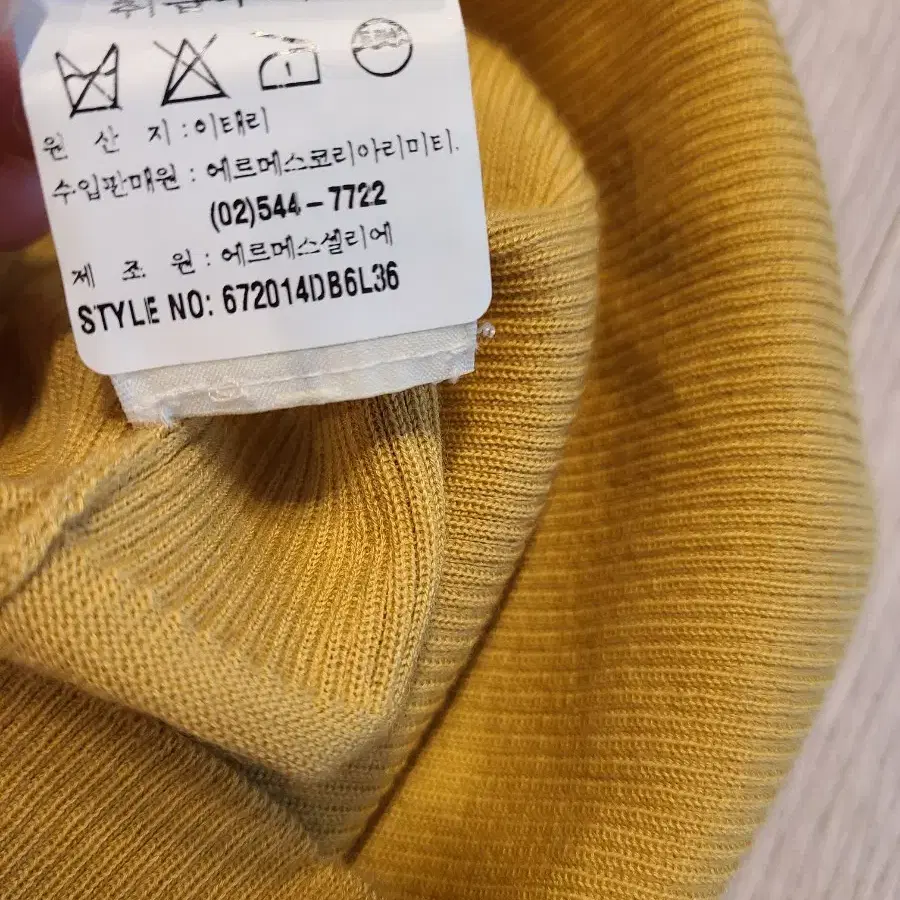 원 산 지 : 이태리
수입판매원 : 에르메스코리아리미티.
(02)544-7722
제 조 원 : 에르메스셀리에
STYLE NO: 672014DB6L36